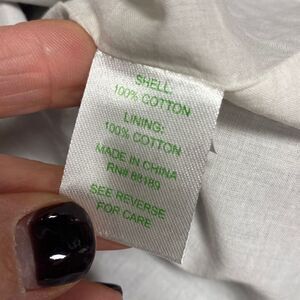 SHELL:
100% COTTON
LINING:
100% COTTON
MADE IN CHINA
RN# 88189
SEE REVERSE
FOR CARE